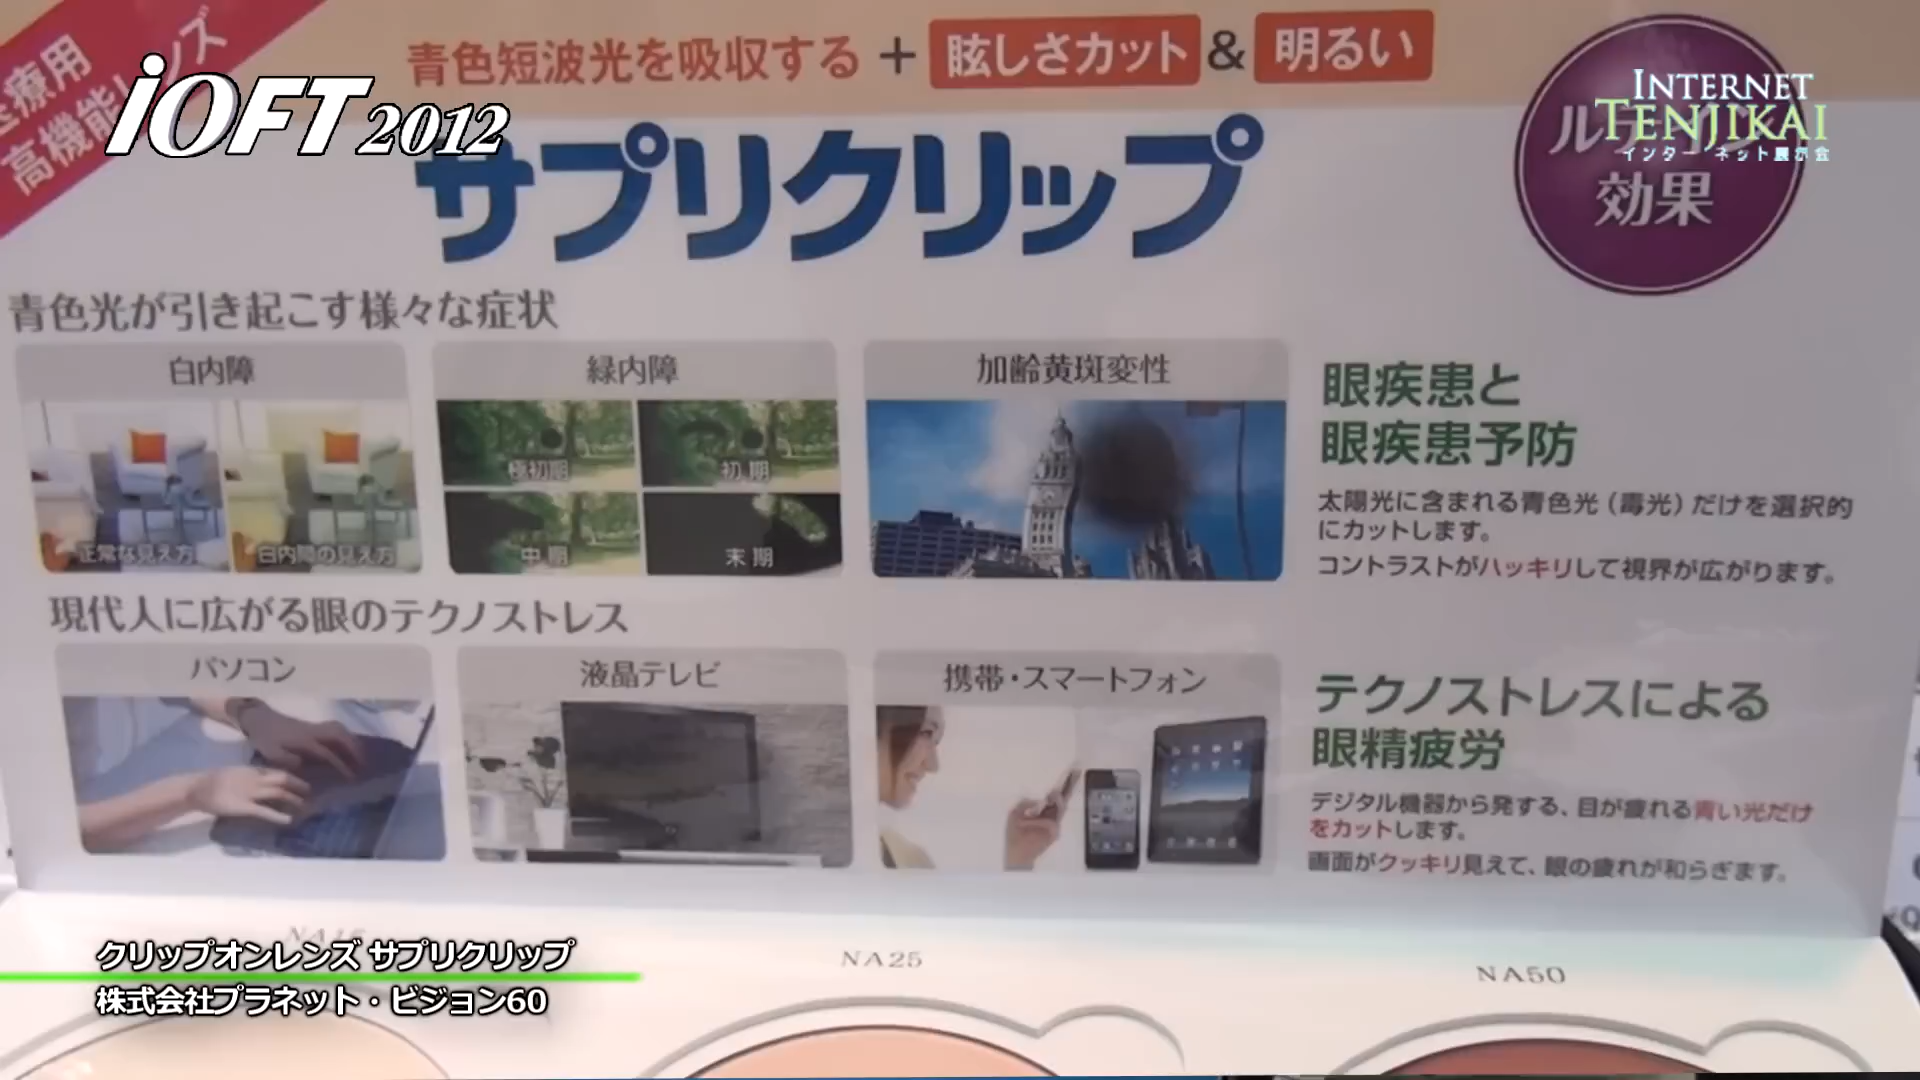 医療用
高機能レンズ
iOFT 2012
青色短波光を吸収する + 眩しさカット & 明るい
サプリクリップ
INTERNET
TENJIKAI
インターネット展示会
効果
青色光が引き起こす様々な症状
白内障
緑内障
加齢黄斑変性
正常な見え方
白内障の見え方
極初期
初期
中期
末期
眼疾患と
眼疾患予防
太陽光に含まれる青色光（毒光）だけを選択的
にカットします。
コントラストがハッキリして視界が広がります。
現代人に広がる眼のテクノストレス
パソコン
液晶テレビ
携帯・スマートフォン
テクノストレスによる
眼精疲労
デジタル機器から発する、目が疲れる青い光だけ
をカットします。
画面がクッキリ見えて、眼の疲れが和らぎます。
NA15
NA25
NA50
クリップオンレンズ サプリクリップ
株式会社プラネット・ビジョン60